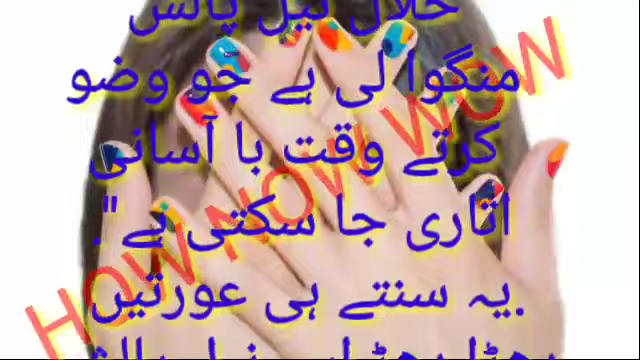 حلال نیل پالش
منگوا لی ہے جو وضو
کرتے وقت با آسانی
اتاری جا سکتی ہے".
یہ سنتے ہی عورتیں.
HOW NOW WOW